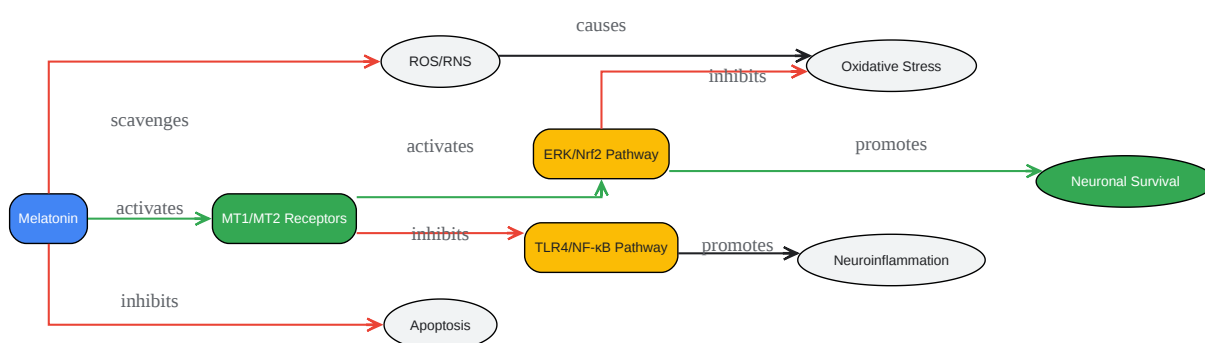 causes
ROS/RNS
Oxidative Stress
inhibits
scavenges
activates
ERK/Nrf2 Pathway
promotes
Neuronal Survival
Melatonin
activates
MT1/MT2 Receptors
inhibits
TLR4/NF-κB Pathway
promotes
Neuroinflammation
inhibits
Apoptosis